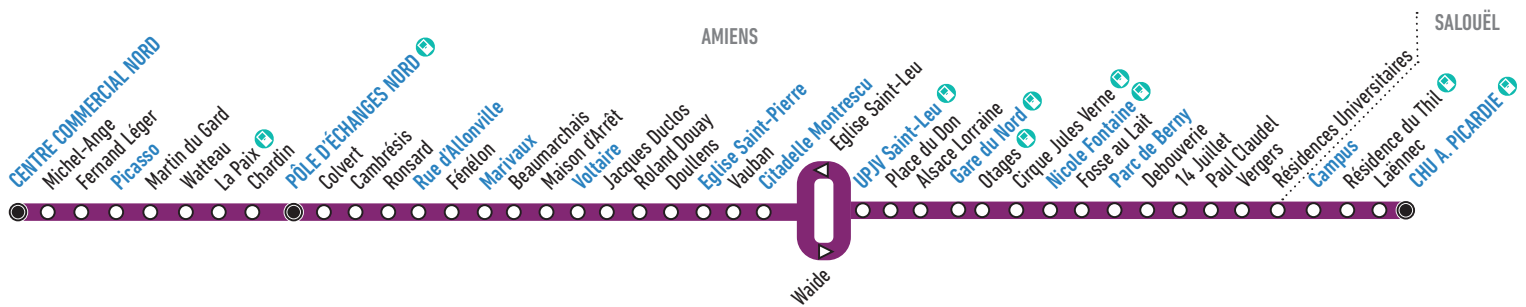 AMIENS
SALOUËL
CENTRE COMMERCIAL NORD
Michel-Ange
Fernand Léger
Picasso
Martin du Gard
Watteau
La Paix
Chardin
PÔLE D'ÉCHANGES NORD
Colvert
Cambrésis
Ronsard
Rue d'Allonville
Fénélon
Marivaux
Beaumarchais
Maison d'Arrêt
Voltaire
Jacques Duclos
Roland Douay
Doullens
Eglise Saint-Pierre
Vauban
Citadelle Montrescu
Eglise Saint-Leu
Waide
UPJV Saint-Leu
Place du Don
Alsace Lorraine
Gare du Nord
Otages
Cirque Jules Verne
Nicole Fontaine
Fosse au Lait
Parc de Berny
Debouverie
14 Juillet
Paul Claudel
Vergers
Résidences Universitaires
Campus
Résidence du Thil
Laënnec
CHU A. PICARDIE